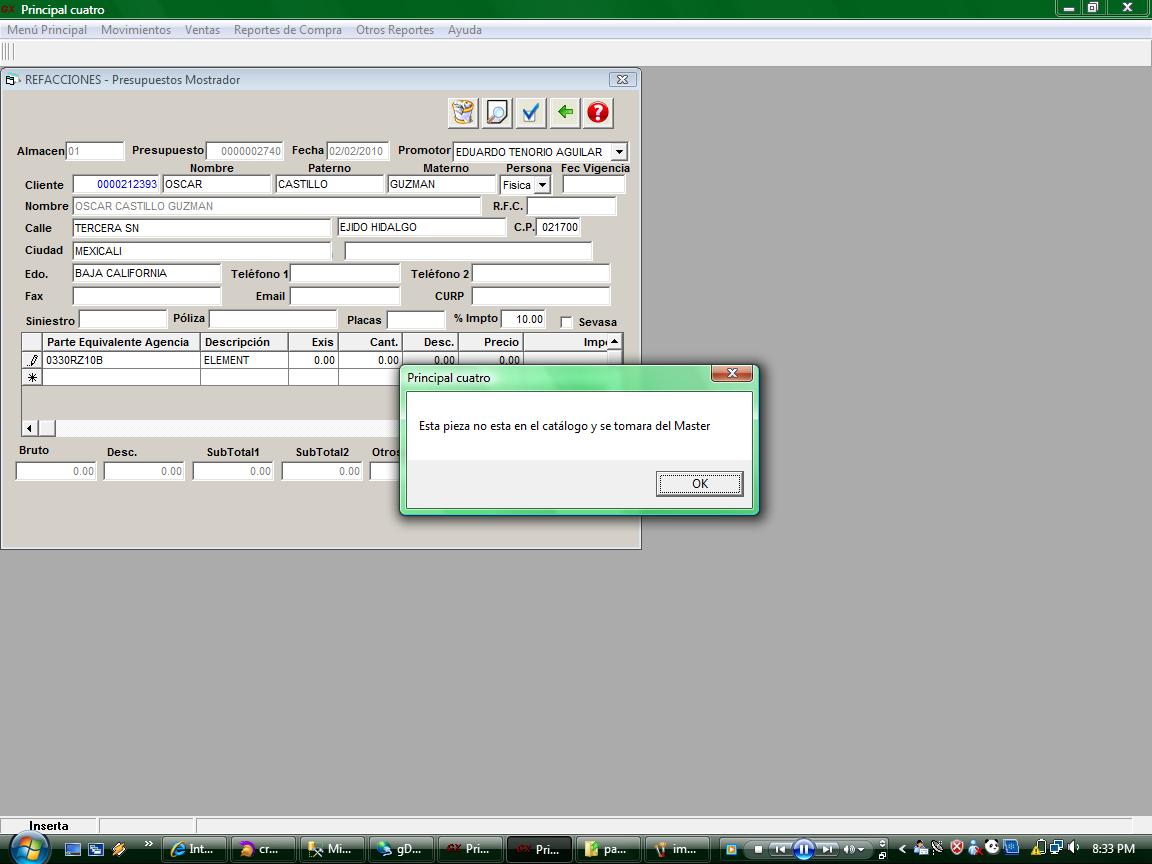 GX Principal cuatro
Menú Principal Movimientos Ventas Reportes de Compra Otros Reportes Ayuda
REFACCIONES - Presupuestos Mostrador
Almacen 01 Presupuesto 0000002740 Fecha 02/02/2010 Promotor EDUARDO TENORIO AGUILAR
Nombre Paterno Materno Persona Fec Vigencia
Cliente 0000212393 OSCAR CASTILLO GUZMAN Fisica
Nombre OSCAR CASTILLO GUZMAN R.F.C.
Calle TERCERA SN EJIDO HIDALGO C.P. 021700
Ciudad MEXICALI
Edo. BAJA CALIFORNIA Teléfono 1 Teléfono 2
Fax Email CURP
Siniestro Póliza Placas % Impto 10.00 Sevasa
Parte Equivalente Agencia Descripción Exis Cant. Desc. Precio Imp
0330RZ10B ELEMENT 0.00 0.00 0.00 0.00
Principal cuatro
Esta pieza no esta en el catálogo y se tomara del Master
OK
Bruto Desc. SubTotal1 SubTotal2 Otros
0.00 0.00 0.00 0.00
Inserta
Int... cr... Mi... gD... GX Pri... GX Pri... pa... im... 8:33 PM